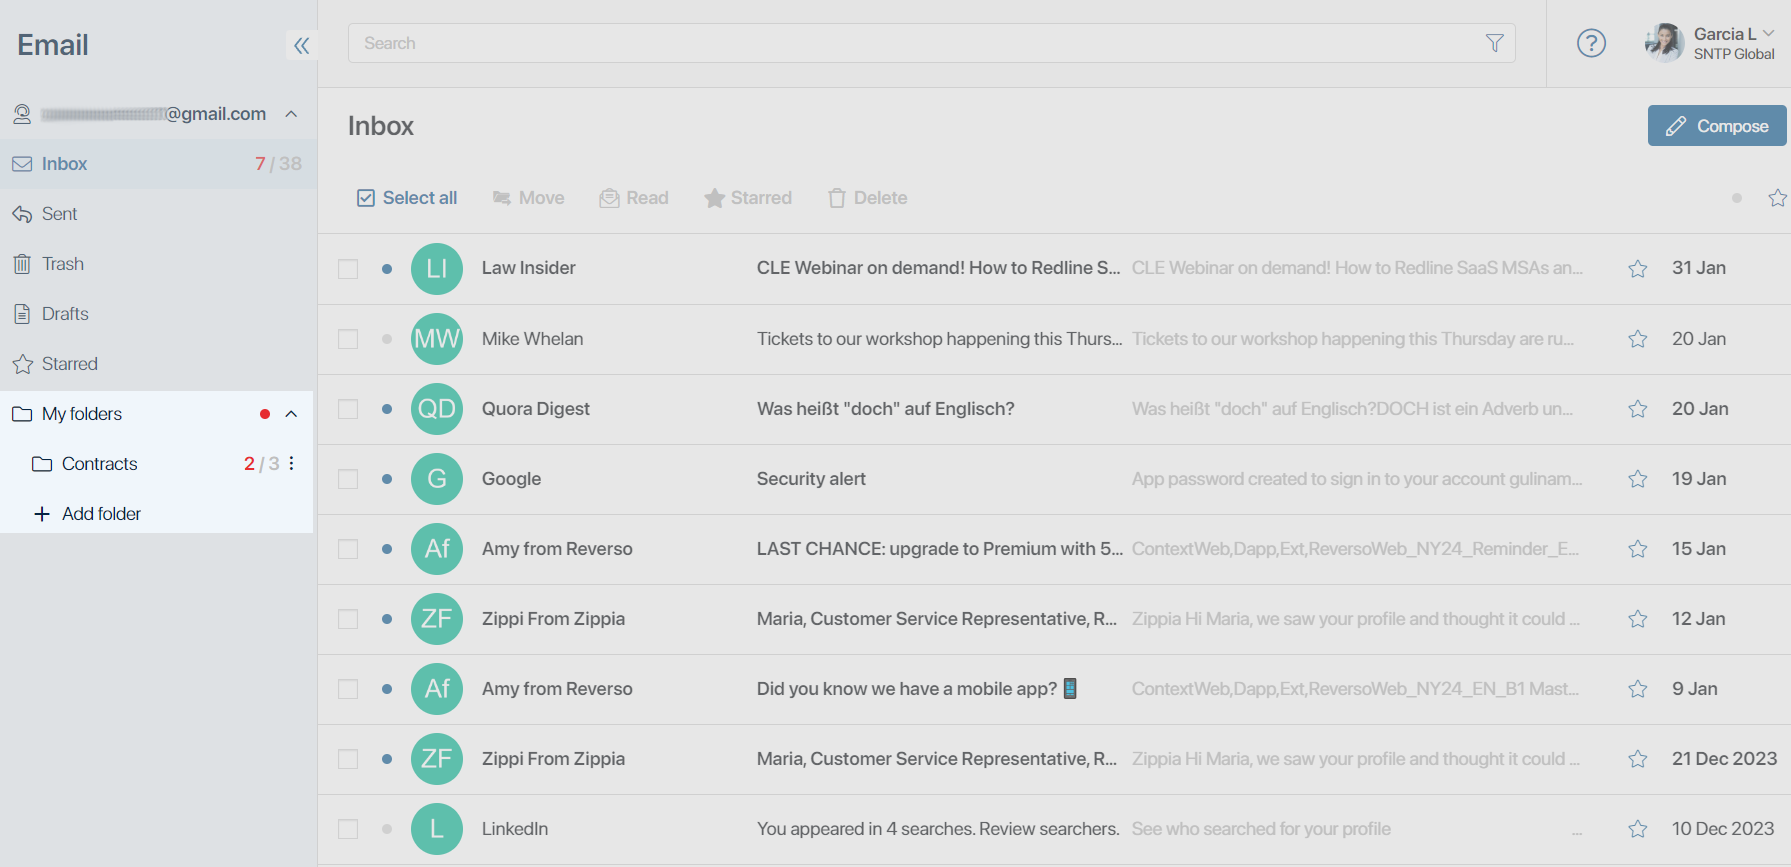 Email
Search
Garcia L
SNTP Global
@gmail.com
Inbox 7 / 38
Sent
Trash
Drafts
Starred
My folders
Contracts 2 / 3
Add folder
Inbox
Compose
Select all Move Read Starred Delete
LI Law Insider CLE Webinar on demand! How to Redline S... CLE Webinar on demand! How to Redline SaaS MSAs an... 31 Jan
MW Mike Whelan Tickets to our workshop happening this Thurs... Tickets to our workshop happening this Thursday are ru... 20 Jan
QD Quora Digest Was heißt "doch" auf Englisch? Was heißt "doch" auf Englisch?DOCH ist ein Adverb un... 20 Jan
G Google Security alert App password created to sign in to your account gulinam... 19 Jan
Af Amy from Reverso LAST CHANCE: upgrade to Premium with 5... ContextWeb,Dapp,Ext,ReversoWeb_NY24_Reminder_E... 15 Jan
ZF Zippi From Zippia Maria, Customer Service Representative, R... Zippia Hi Maria, we saw your profile and thought it could ... 12 Jan
Af Amy from Reverso Did you know we have a mobile app? ContextWeb,Dapp,Ext,ReversoWeb_NY24_EN_B1 Mast... 9 Jan
ZF Zippi From Zippia Maria, Customer Service Representative, R... Zippia Hi Maria, we saw your profile and thought it could ... 21 Dec 2023
L LinkedIn You appeared in 4 searches. Review searchers. See who searched for your profile ... 10 Dec 2023